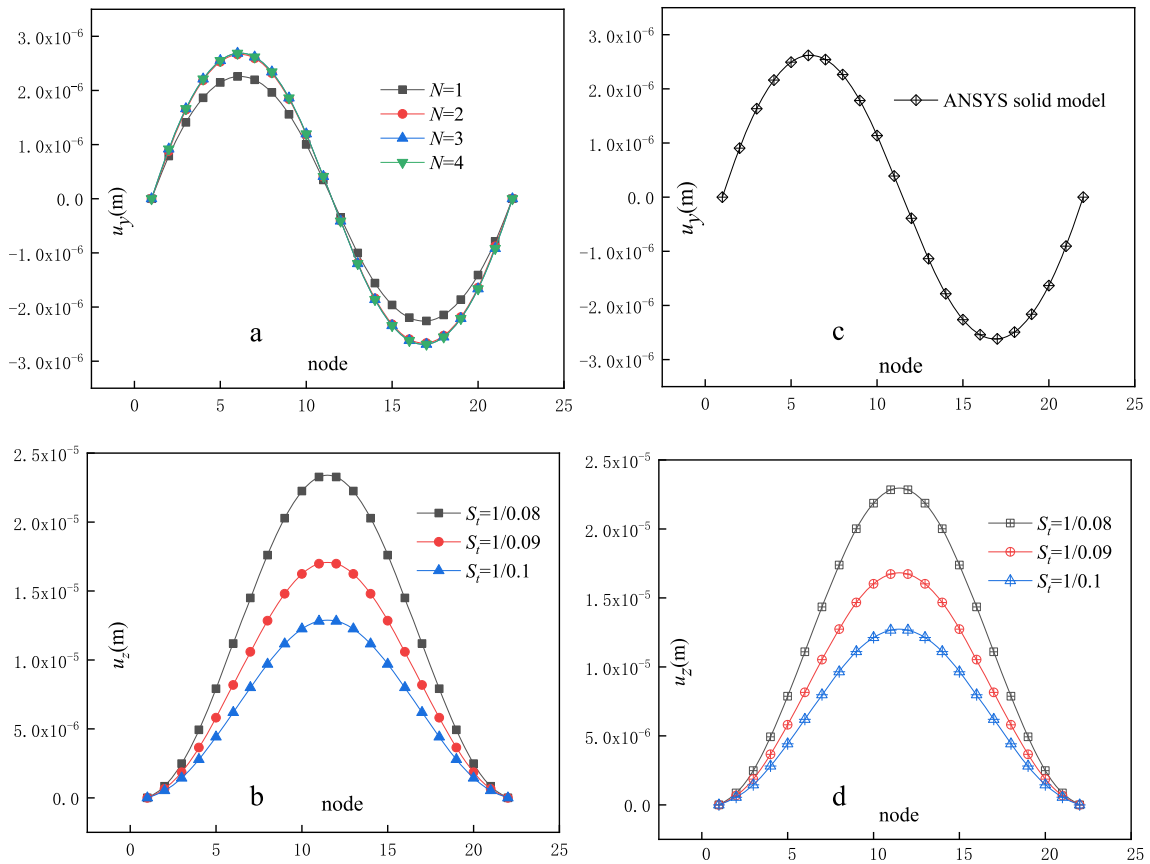 3.0x10⁻⁶
2.0x10⁻⁶
1.0x10⁻⁶
0.0
−1.0x10⁻⁶
−2.0x10⁻⁶
−3.0x10⁻⁶
u_y(m)
N=1
N=2
N=3
N=4
a
node
0 5 10 15 20 25
3.0x10⁻⁶
2.0x10⁻⁶
1.0x10⁻⁶
0.0
−1.0x10⁻⁶
−2.0x10⁻⁶
−3.0x10⁻⁶
u_y(m)
ANSYS solid model
c
node
0 5 10 15 20 25
2.5x10⁻⁵
2.0x10⁻⁵
1.5x10⁻⁵
1.0x10⁻⁵
5.0x10⁻⁶
0.0
u_z(m)
S_t=1/0.08
S_t=1/0.09
S_t=1/0.1
b
node
0 5 10 15 20 25
2.5x10⁻⁵
2.0x10⁻⁵
1.5x10⁻⁵
1.0x10⁻⁵
5.0x10⁻⁶
0.0
u_z(m)
S_t=1/0.08
S_t=1/0.09
S_t=1/0.1
d
node
0 5 10 15 20 25